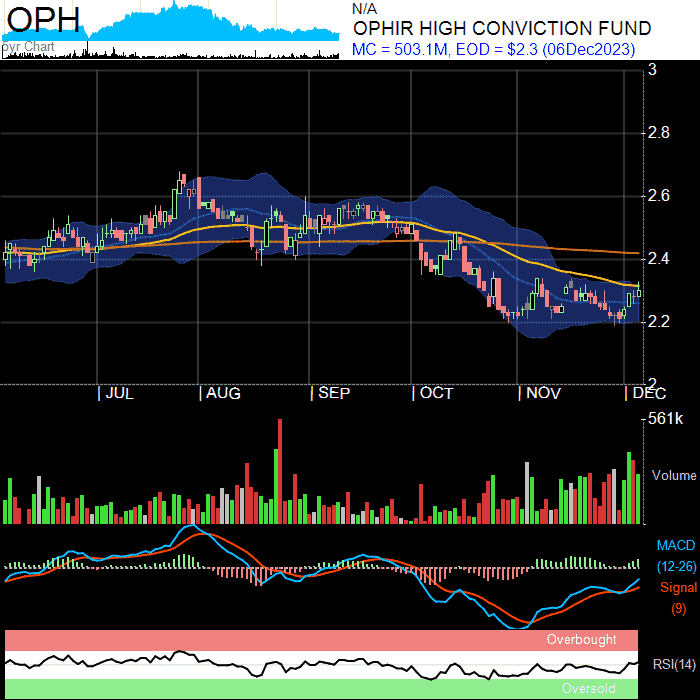 OPH
N/A
OPHIR HIGH CONVICTION FUND
MC = 503.1M, EOD = $2.3 (06Dec2023)
Chart
3
2.8
2.6
2.4
2.2
2
| JUL | AUG | SEP | OCT | NOV | DEC
561k
Volume
MACD
(12-26)
Signal
(9)
Overbought
RSI(14)
Oversold